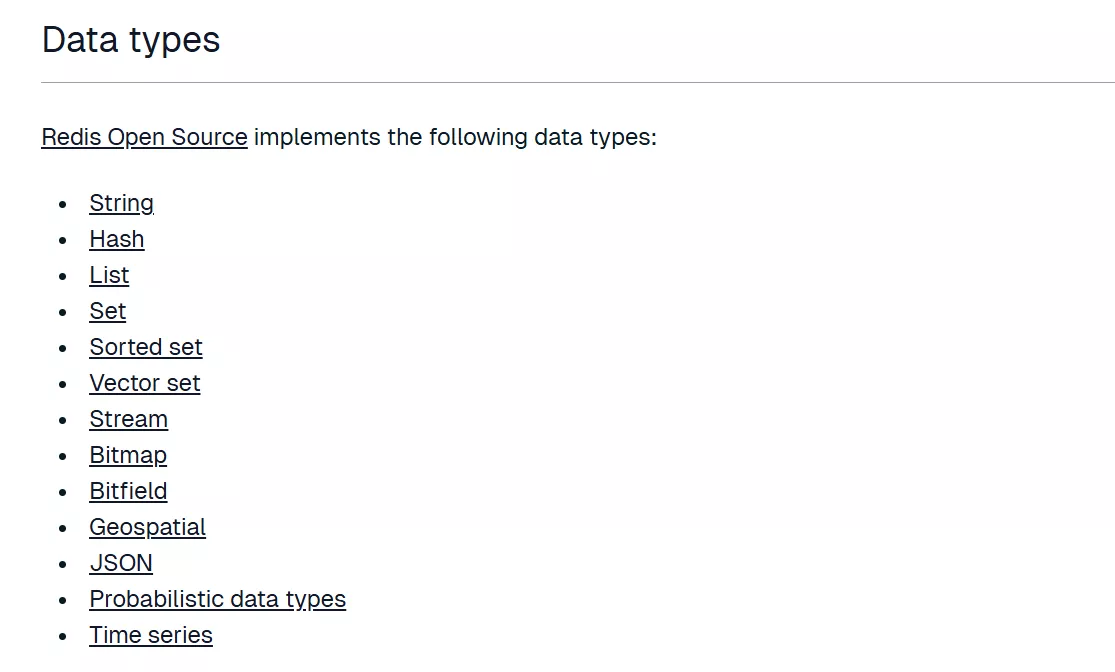 Data types
Redis Open Source implements the following data types:
String
Hash
List
Set
Sorted set
Vector set
Stream
Bitmap
Bitfield
Geospatial
JSON
Probabilistic data types
Time series